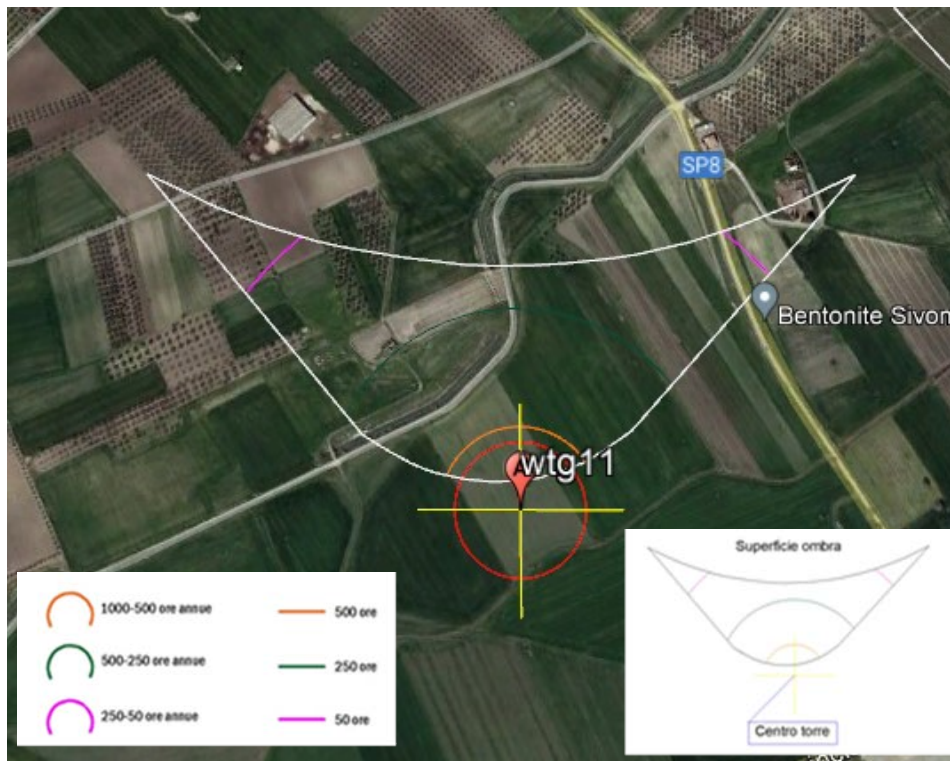 SP8
Bentonite Sivon
wtg11
1000-500 ore annue
500 ore
500-250 ore annue
250 ore
250-50 ore annue
50 ore
Superficie ombra
Centro torre